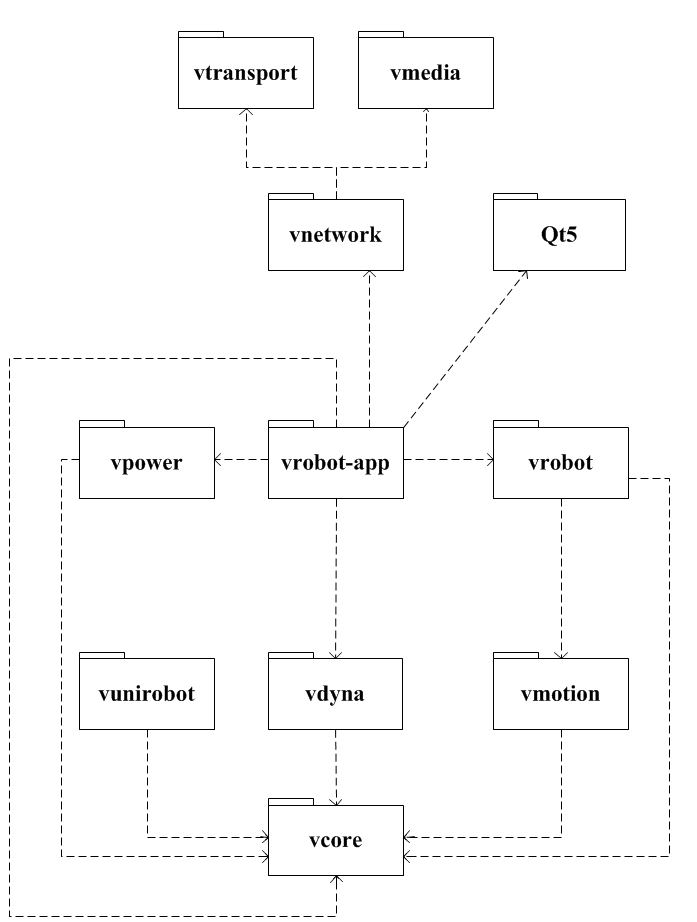 vtransport
vmedia
vnetwork
Qt5
vpower
vrobot-app
vrobot
vunirobot
vdyna
vmotion
vcore